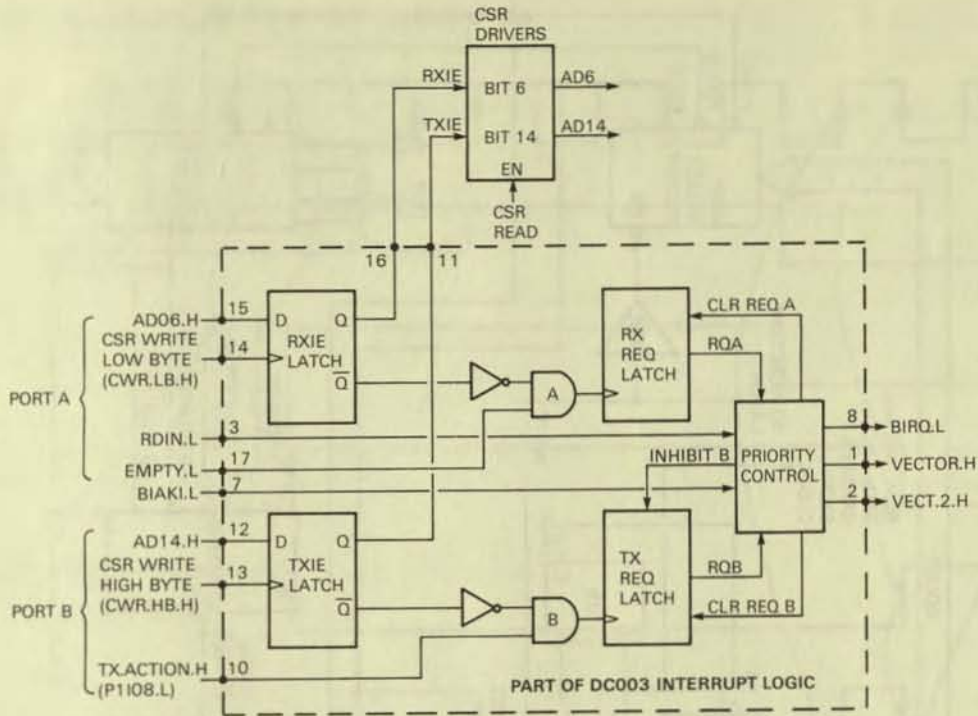 CSR
DRIVERS
RXIE
BIT 6
AD6
TXIE
BIT 14
AD14
EN
CSR
READ
16
11
PORT A
AD06.H
15
D
Q
RXIE
LATCH
Q
CSR WRITE
LOW BYTE
(CWR.LB.H)
14
A
RX
REQ
LATCH
CLR REQ A
RQA
RDIN.L
3
EMPTY.L
17
BIAKI.L
7
INHIBIT B
PRIORITY
CONTROL
8
BIRQ.L
1
VECTOR.H
2
VECT.2.H
PORT B
AD14.H
12
D
Q
TXIE
LATCH
Q
CSR WRITE
HIGH BYTE
(CWR.HB.H)
13
B
TX
REQ
LATCH
RQB
CLR REQ B
TX.ACTION.H
(P1I08.L)
10
PART OF DC003 INTERRUPT LOGIC